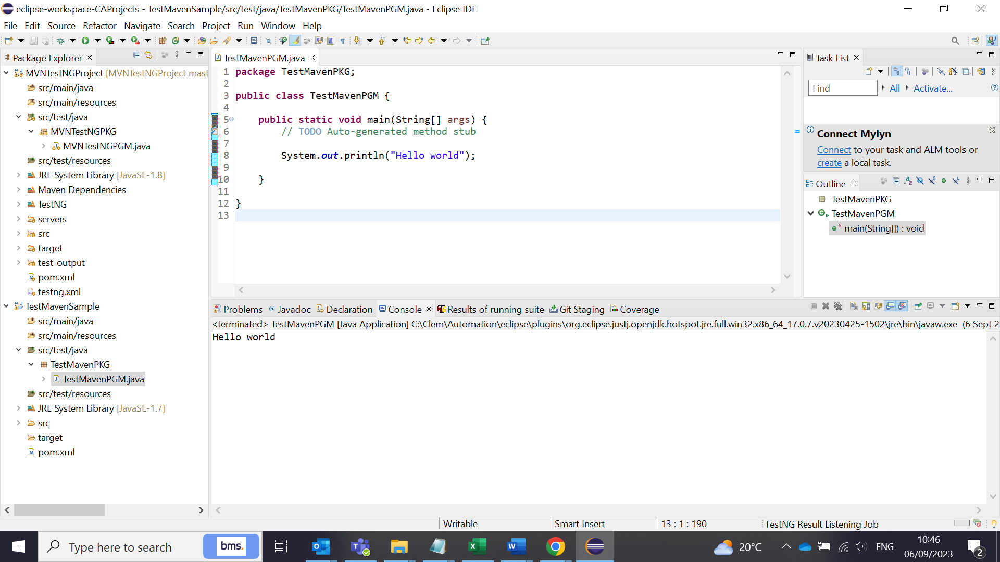 eclipse-workspace-CAProjects - TestMavenSample/src/test/java/TestMavenPKG/TestMavenPGM.java - Eclipse IDE
File Edit Source Refactor Navigate Search Project Run Window Help
Package Explorer
MVNTestNGProject [MVNTestNGProject mast
src/main/java
src/main/resources
src/test/java
MVNTestNGPKG
MVNTestNGPGM.java
src/test/resources
JRE System Library [JavaSE-1.8]
Maven Dependencies
TestNG
servers
src
target
test-output
pom.xml
testng.xml
TestMavenSample
src/main/java
src/main/resources
src/test/java
TestMavenPKG
TestMavenPGM.java
src/test/resources
JRE System Library [JavaSE-1.7]
src
target
pom.xml
TestMavenPGM.java
1 package TestMavenPKG;
2
3 public class TestMavenPGM {
4
5 public static void main(String[] args) {
6 // TODO Auto-generated method stub
7
8 System.out.println("Hello world");
9
10 }
11
12 }
13
Task List
Find All Activate...
Connect Mylyn
Connect to your task and ALM tools or
create a local task.
Outline
TestMavenPKG
TestMavenPGM
main(String[]) : void
Problems Javadoc Declaration Console Results of running suite Git Staging Coverage
<terminated> TestMavenPGM [Java Application] C:\Clem\Automation\eclipse\plugins\org.eclipse.justj.openjdk.hotspot.jre.full.win32.x86_64_17.0.7.v20230425-1502\jre\bin\javaw.exe (6 Sept 2
Hello world
Writable Smart Insert 13 : 1 : 190 TestNG Result Listening Job
Type here to search bms. 20°C ENG 10:46
06/09/2023 2